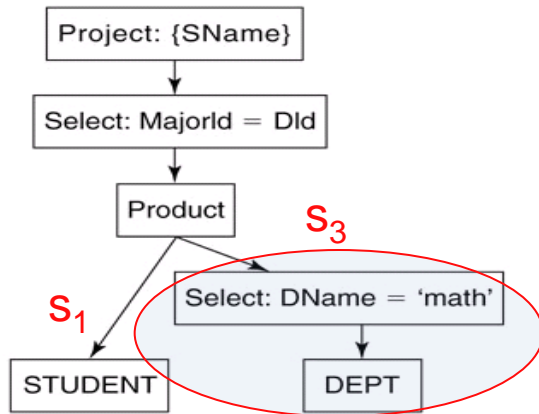 Project: {SName}
Select: MajorId = DId
Product
s₃
Select: DName = ‘math’
s₁
STUDENT
DEPT